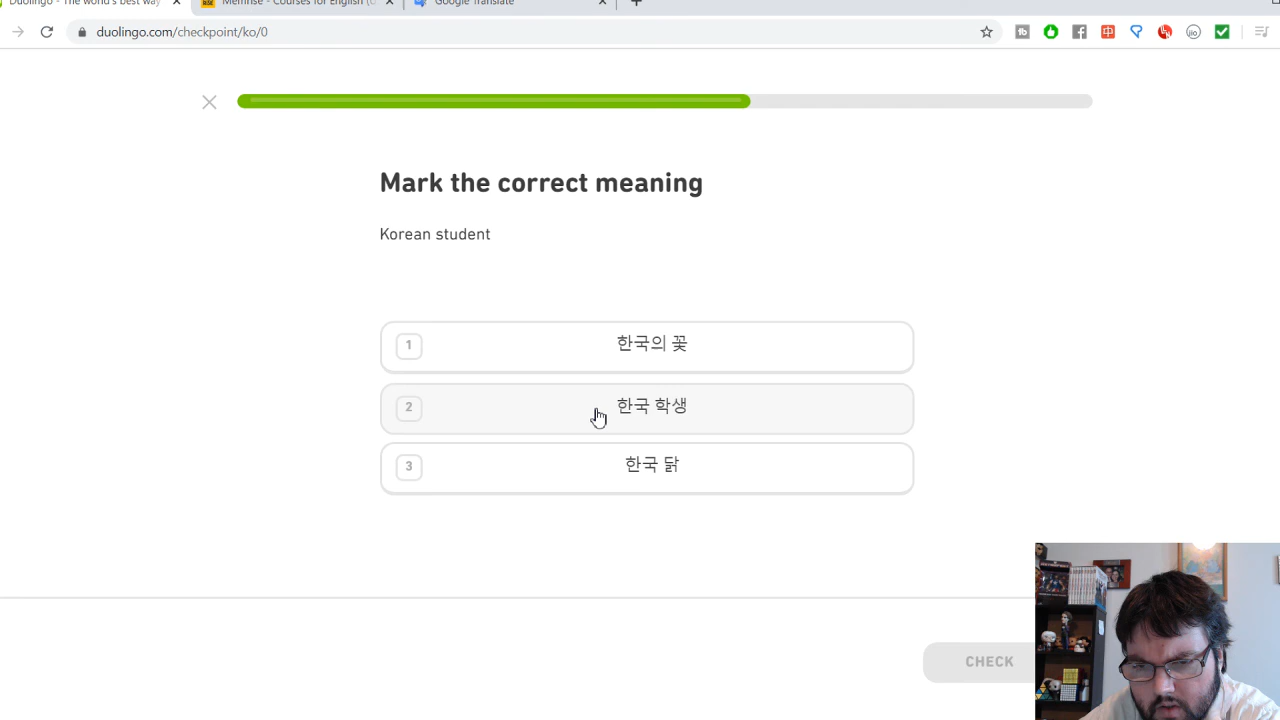 Duolingo - The world's best way
Memrise - Courses for English (
Google Translate
duolingo.com/checkpoint/ko/0
Mark the correct meaning
Korean student
1 한국의 꽃
2 한국 학생
3 한국 닭
CHECK